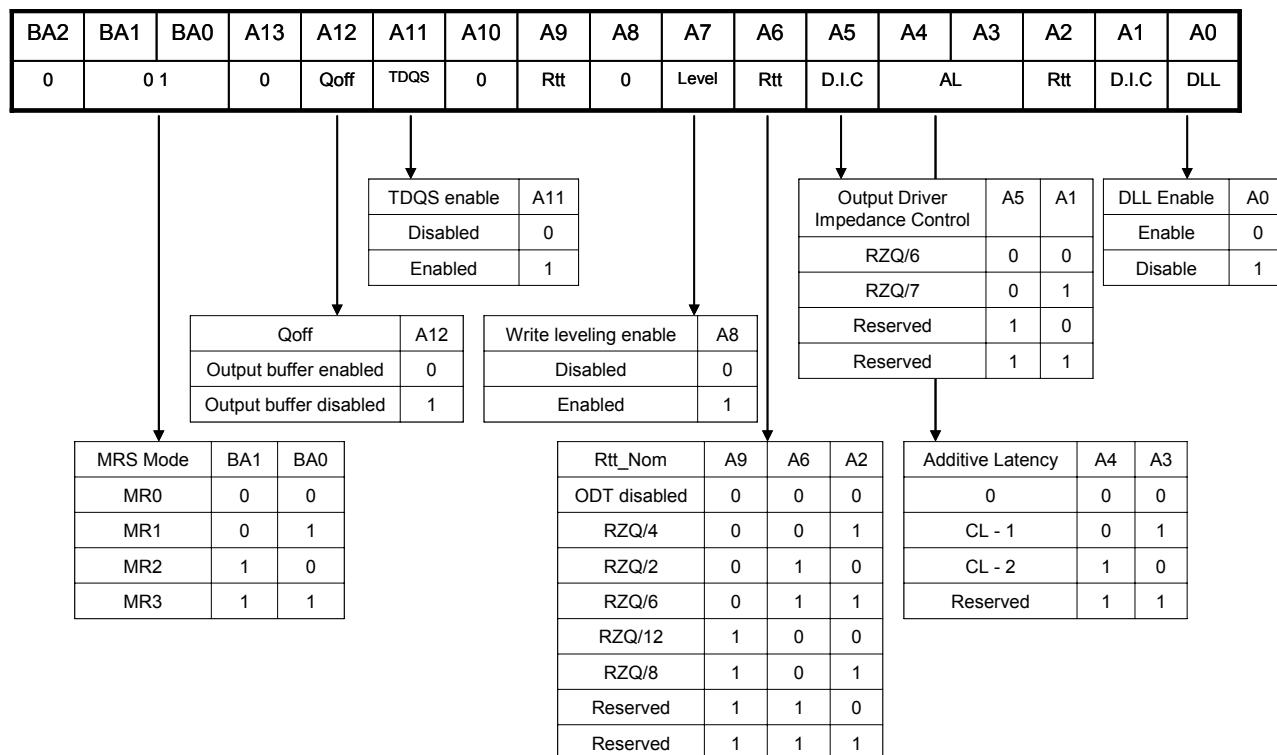 BA2 BA1 BA0 A13 A12 A11 A10 A9 A8 A7 A6 A5 A4 A3 A2 A1 A0
0 0 1 0 Qoff TDQS 0 Rtt 0 Level Rtt D.I.C AL Rtt D.I.C DLL
TDQS enable A11
Disabled 0
Enabled 1
Output Driver
Impedance Control A5 A1
RZQ/6 0 0
RZQ/7 0 1
Reserved 1 0
Reserved 1 1
DLL Enable A0
Enable 0
Disable 1
Qoff A12
Output buffer enabled 0
Output buffer disabled 1
Write leveling enable A8
Disabled 0
Enabled 1
MRS Mode BA1 BA0
MR0 0 0
MR1 0 1
MR2 1 0
MR3 1 1
Rtt_Nom A9 A6 A2
ODT disabled 0 0 0
RZQ/4 0 0 1
RZQ/2 0 1 0
RZQ/6 0 1 1
RZQ/12 1 0 0
RZQ/8 1 0 1
Reserved 1 1 0
Reserved 1 1 1
Additive Latency A4 A3
0 0 0
CL - 1 0 1
CL - 2 1 0
Reserved 1 1